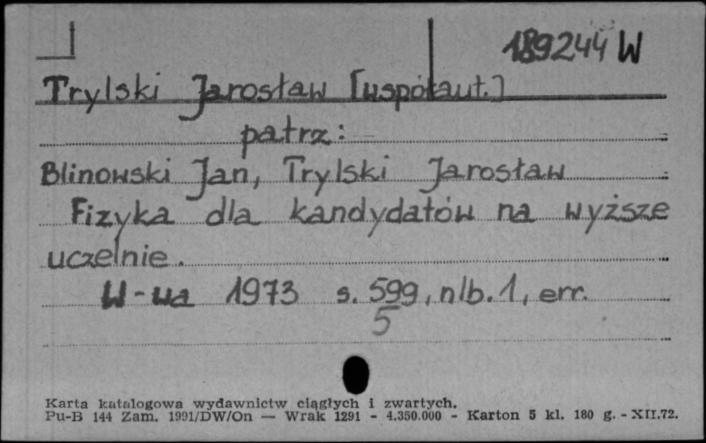 189244 W
Trylski Jarosław [współaut.]
patrz:
Blinowski Jan, Trylski Jarosław
Fizyka dla kandydatów na wyższe
uczelnie.
W-wa 1973 s. 599, nlb. 1, err.
5
Karta katalogowa wydawnictw ciągłych i zwartych.
Pu-B 144 Zam. 1991/DW/On — Wrak 1291 - 4.350.000 - Karton 5 kl. 180 g. - XII.72.